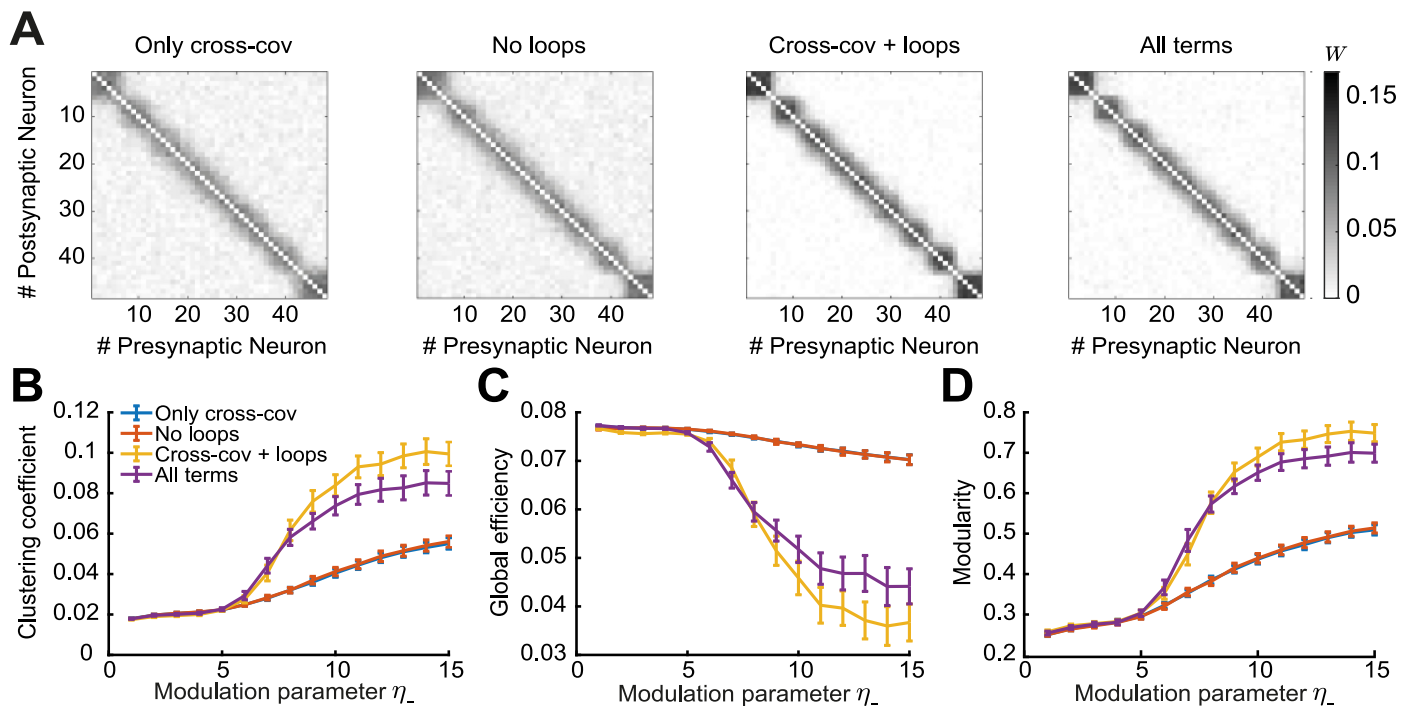 A
Only cross-cov
No loops
Cross-cov + loops
All terms
# Postsynaptic Neuron
10
20
30
40
10 20 30 40
# Presynaptic Neuron
10 20 30 40
# Presynaptic Neuron
10 20 30 40
# Presynaptic Neuron
10 20 30 40
# Presynaptic Neuron
W
0.15
0.1
0.05
0
B
Clustering coefficient
0.12
0.1
0.08
0.06
0.04
0.02
0
Only cross-cov
No loops
Cross-cov + loops
All terms
0 5 10 15
Modulation parameter η_
C
Global efficiency
0.08
0.07
0.06
0.05
0.04
0.03
0 5 10 15
Modulation parameter η_
D
Modularity
0.8
0.7
0.6
0.5
0.4
0.3
0.2
0 5 10 15
Modulation parameter η_